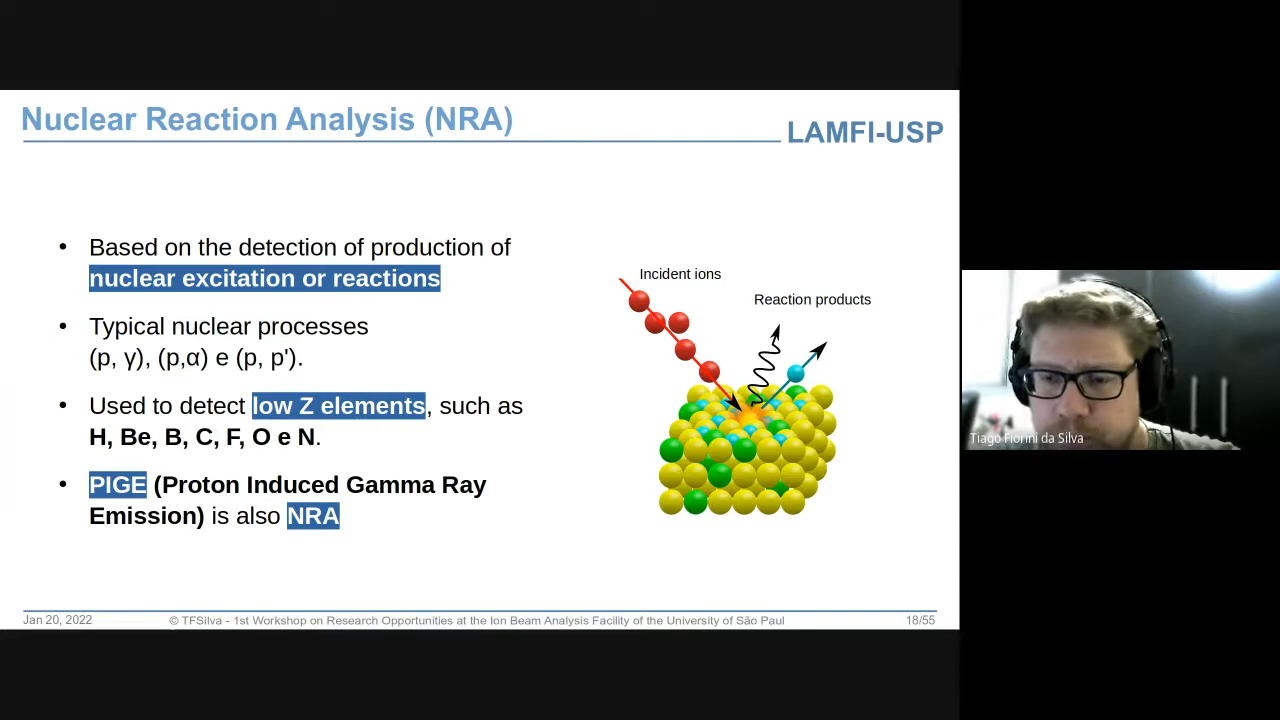 Nuclear Reaction Analysis (NRA)
LAMFI-USP
• Based on the detection of production of
nuclear excitation or reactions
• Typical nuclear processes
(p, γ), (p,α) e (p, p').
• Used to detect low Z elements, such as
H, Be, B, C, F, O e N.
• PIGE (Proton Induced Gamma Ray
Emission) is also NRA
Incident ions
Reaction products
Tiago Fiorini da Silva
Jan 20, 2022
© TFSilva - 1st Workshop on Research Opportunities at the Ion Beam Analysis Facility of the University of São Paul
18/55